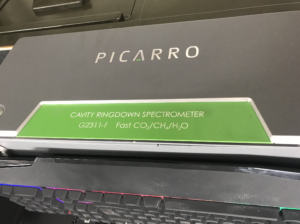 PICARRO
CAVITY RINGDOWN SPECTROMETER
G2311-f Fast CO₂/CH₄/H₂O